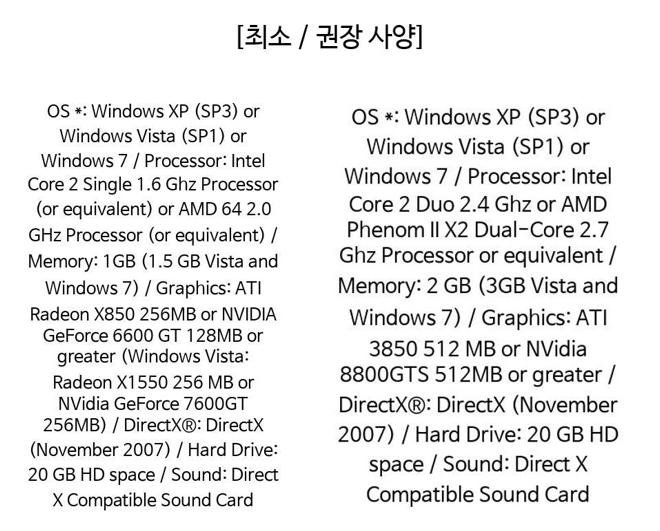 [최소 / 권장 사양]
OS *: Windows XP (SP3) or
Windows Vista (SP1) or
Windows 7 / Processor: Intel
Core 2 Single 1.6 Ghz Processor
(or equivalent) or AMD 64 2.0
GHz Processor (or equivalent) /
Memory: 1GB (1.5 GB Vista and
Windows 7) / Graphics: ATI
Radeon X850 256MB or NVIDIA
GeForce 6600 GT 128MB or
greater (Windows Vista:
Radeon X1550 256 MB or
NVidia GeForce 7600GT
256MB) / DirectX®: DirectX
(November 2007) / Hard Drive:
20 GB HD space / Sound: Direct
X Compatible Sound Card
OS *: Windows XP (SP3) or
Windows Vista (SP1) or
Windows 7 / Processor: Intel
Core 2 Duo 2.4 Ghz or AMD
Phenom II X2 Dual-Core 2.7
Ghz Processor or equivalent /
Memory: 2 GB (3GB Vista and
Windows 7) / Graphics: ATI
3850 512 MB or NVidia
8800GTS 512MB or greater /
DirectX®: DirectX (November
2007) / Hard Drive: 20 GB HD
space / Sound: Direct X
Compatible Sound Card